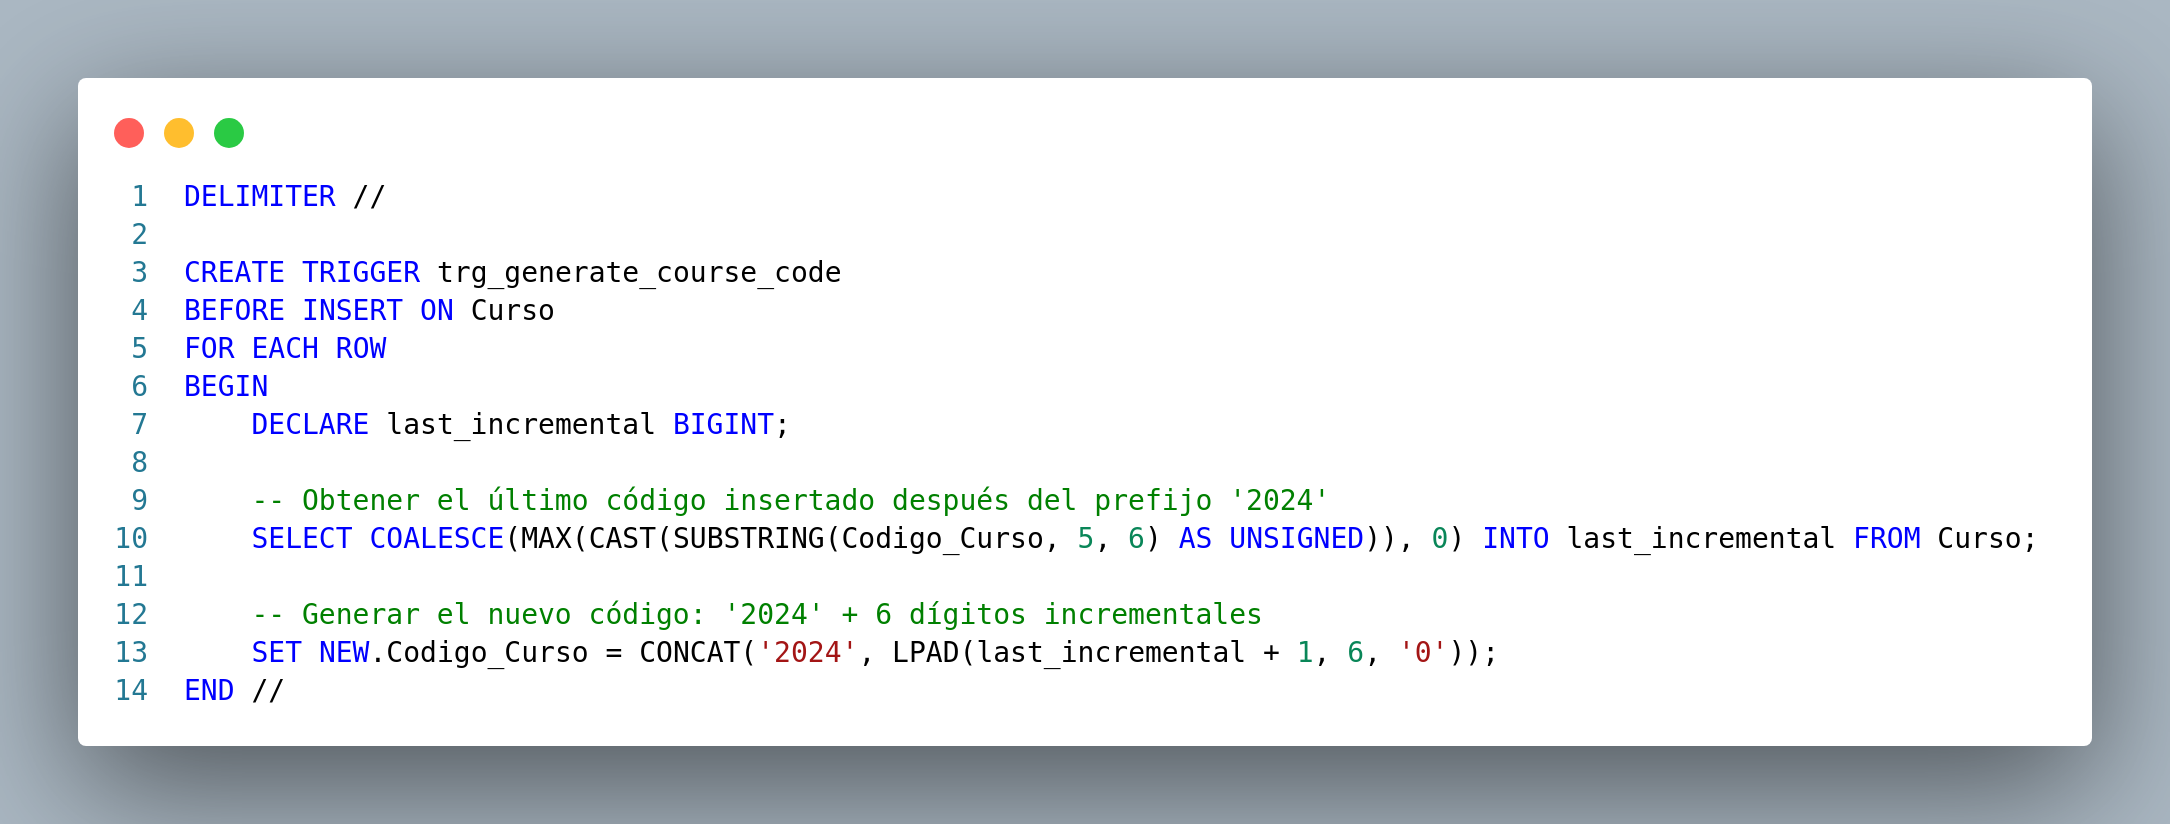 1 DELIMITER //
2
3 CREATE TRIGGER trg_generate_course_code
4 BEFORE INSERT ON Curso
5 FOR EACH ROW
6 BEGIN
7     DECLARE last_incremental BIGINT;
8
9     -- Obtener el último código insertado después del prefijo '2024'
10     SELECT COALESCE(MAX(CAST(SUBSTRING(Codigo_Curso, 5, 6) AS UNSIGNED)), 0) INTO last_incremental FROM Curso;
11
12     -- Generar el nuevo código: '2024' + 6 dígitos incrementales
13     SET NEW.Codigo_Curso = CONCAT('2024', LPAD(last_incremental + 1, 6, '0'));
14 END //